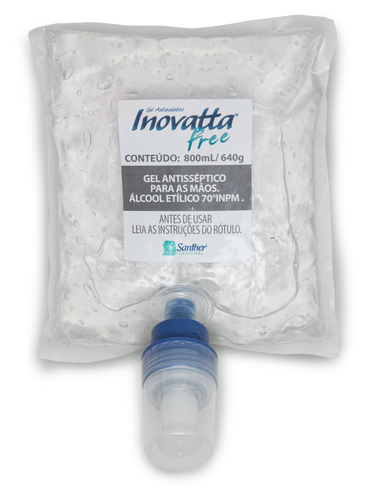 Gel Antisséptico
Inovatta®
free
CONTEÚDO: 800mL/ 640g
GEL ANTISSÉPTICO
PARA AS MÃOS.
ÁLCOOL ETÍLICO 70°INPM.
ANTES DE USAR
LEIA AS INSTRUÇÕES DO RÓTULO.
Santher